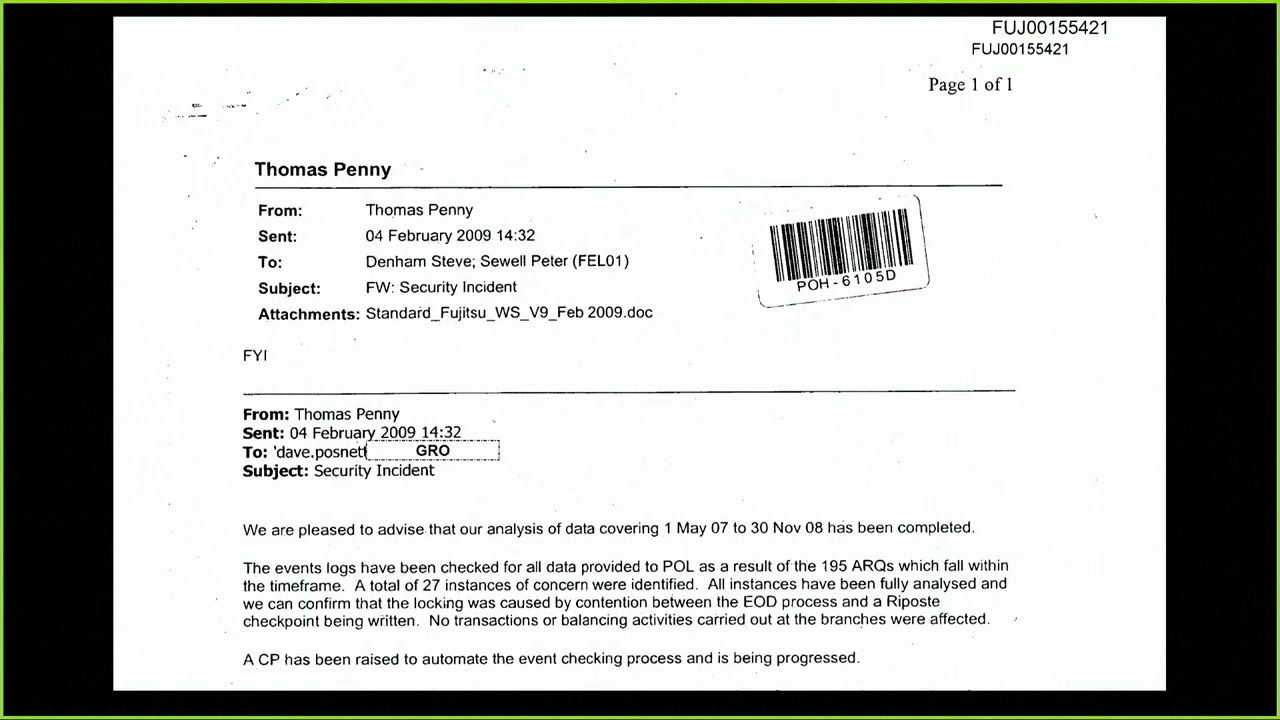 FUJ00155421
FUJ00155421
Page 1 of 1
Thomas Penny
From: Thomas Penny
Sent: 04 February 2009 14:32
To: Denham Steve; Sewell Peter (FEL01)
Subject: FW: Security Incident
Attachments: Standard_Fujitsu_WS_V9_Feb 2009.doc
POH-6105D
FYI
From: Thomas Penny
Sent: 04 February 2009 14:32
To: 'dave.posnett GRO
Subject: Security Incident
We are pleased to advise that our analysis of data covering 1 May 07 to 30 Nov 08 has been completed.
The events logs have been checked for all data provided to POL as a result of the 195 ARQs which fall within
the timeframe. A total of 27 instances of concern were identified. All instances have been fully analysed and
we can confirm that the locking was caused by contention between the EOD process and a Riposte
checkpoint being written. No transactions or balancing activities carried out at the branches were affected.
A CP has been raised to automate the event checking process and is being progressed.